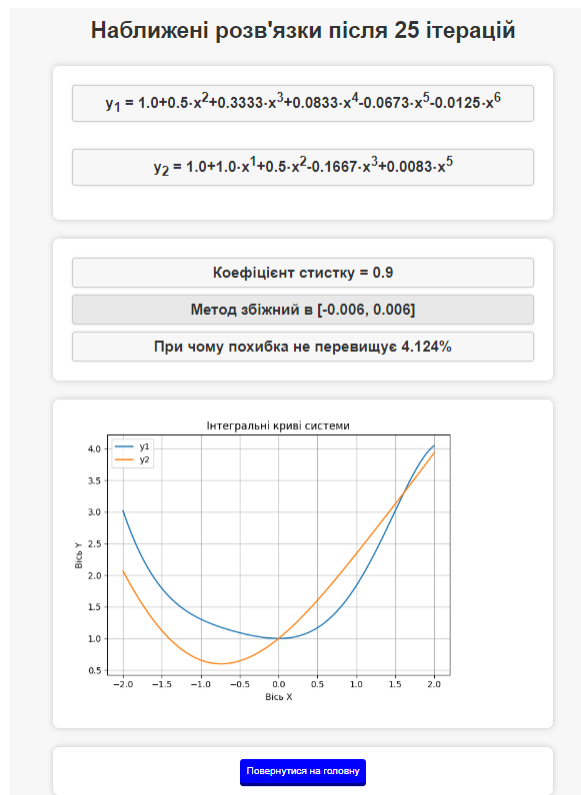 Наближені розв'язки після 25 ітерацій
y₁ = 1.0+0.5·x²+0.3333·x³+0.0833·x⁴-0.0673·x⁵-0.0125·x⁶
y₂ = 1.0+1.0·x¹+0.5·x²-0.1667·x³+0.0083·x⁵
Коефіцієнт стистку = 0.9
Метод збіжний в [-0.006, 0.006]
При чому похибка не перевищує 4.124%
Інтегральні криві системи
y1
y2
4.0
3.5
3.0
2.5
2.0
1.5
1.0
0.5
Вісь Y
−2.0 −1.5 −1.0 −0.5 0.0 0.5 1.0 1.5 2.0
Вісь X
Повернутися на головну